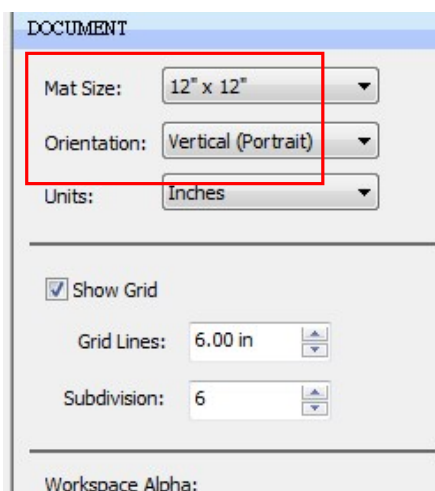 DOCUMENT
Mat Size: 12" x 12"
Orientation: Vertical (Portrait)
Units: Inches
Show Grid
Grid Lines: 6.00 in
Subdivision: 6
Workspace Alpha: